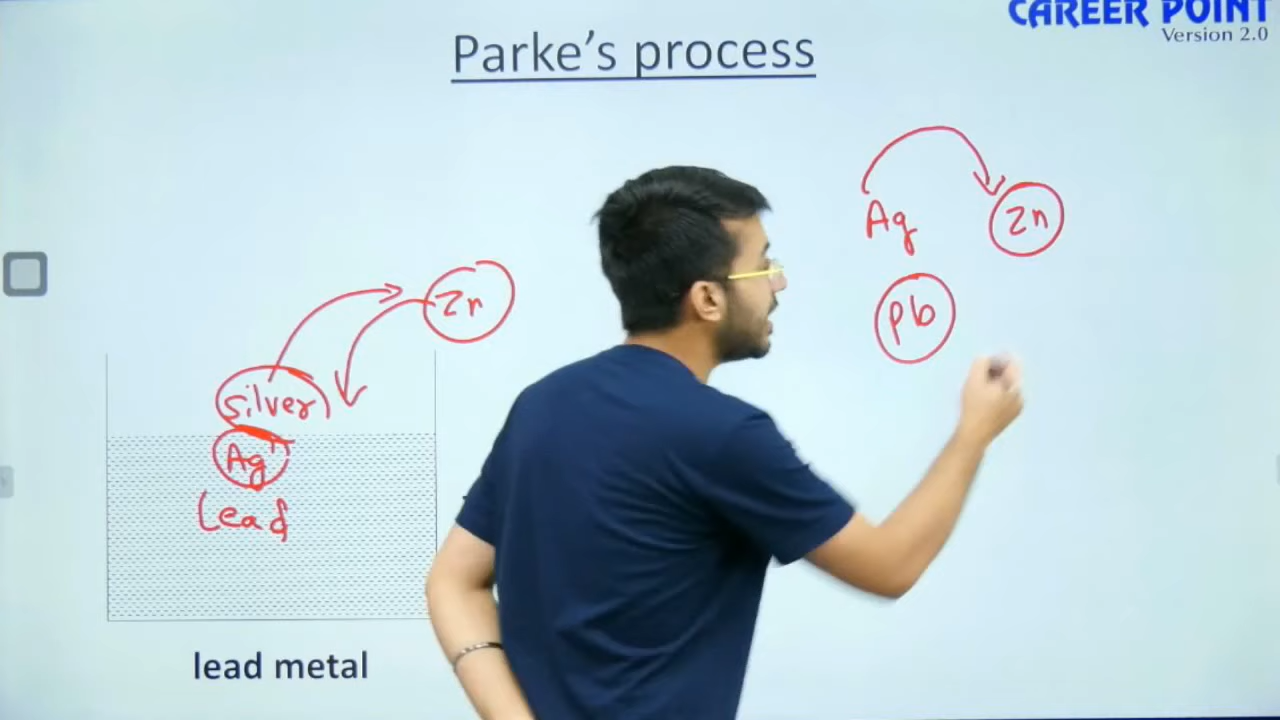 CAREER POINT
Version 2.0
Parke's process
Ag Zn
Pb
Zn
silver
Ag
Lead
lead metal